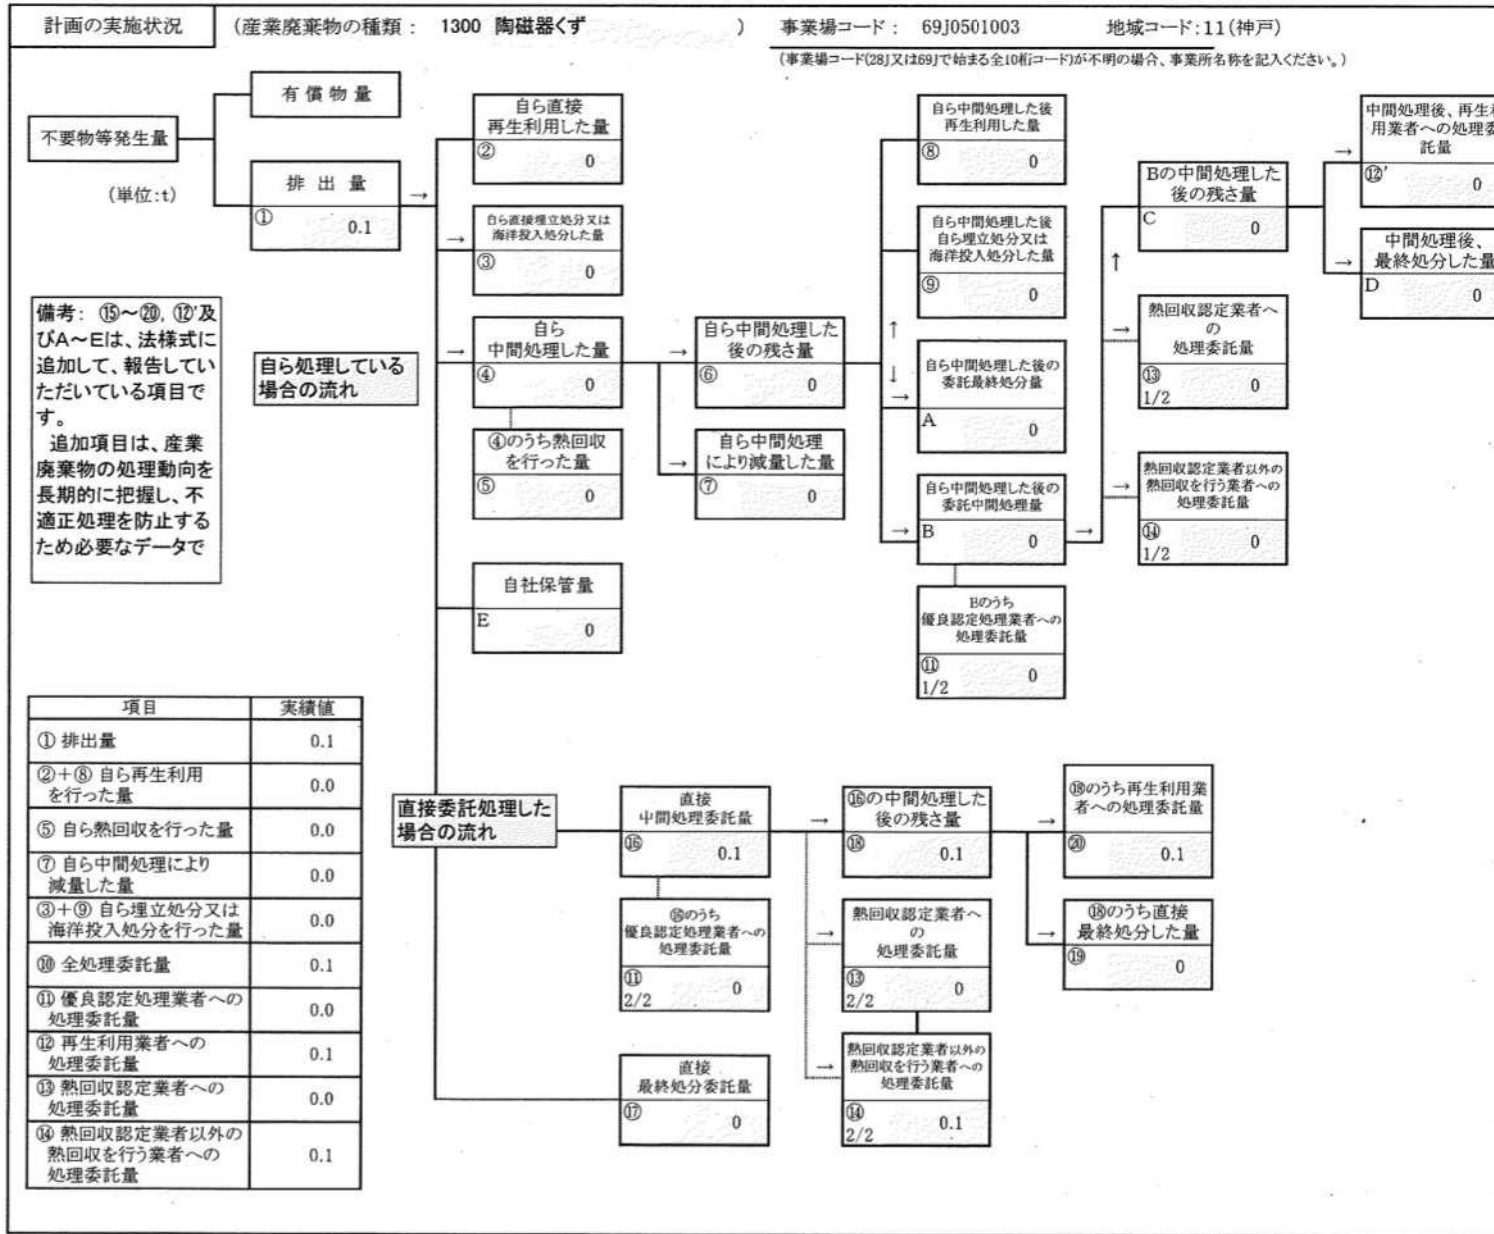 計画の実施状況
(産業廃棄物の種類： 1300 陶磁器くず )
事業場コード： 69J0501003
地域コード：11(神戸)
(事業場コード(28J又は69Jで始まる全10桁コード)が不明の場合、事業所名称を記入ください。)
不要物等発生量
(単位:t)
有償物量
排出量
① 0.1
→
自ら直接
再生利用した量
② 0
→
自ら直接埋立処分又は
海洋投入処分した量
③ 0
→
自ら
中間処理した量
④ 0
④のうち熱回収
を行った量
⑤ 0
自社保管量
E 0
→
自ら中間処理した
後の残さ量
⑥ 0
→
自ら中間処理
により減量した量
⑦ 0
自ら中間処理した後
再生利用した量
⑧ 0
自ら中間処理した後
自ら埋立処分又は
海洋投入処分した量
⑨ 0
↑
↓
→
自ら中間処理した後の
委託最終処分量
A 0
→
自ら中間処理した後の
委託中間処理量
B 0
→
Bのうち
優良認定処理業者への
処理委託量
⑪
1/2 0
↑
Bの中間処理した
後の残さ量
C 0
→
熱回収認定業者へ
の
処理委託量
⑬
1/2 0
→
熱回収認定業者以外の
熱回収を行う業者への
処理委託量
⑭
1/2 0
→
中間処理後、再生利
用業者への処理委
託量
⑫' 0
→
中間処理後、
最終処分した量
D 0
備考： ⑮～⑳, ⑫'及
びA～Eは、法様式に
追加して、報告してい
ただいている項目で
す。
追加項目は、産業
廃棄物の処理動向を
長期的に把握し、不
適正処理を防止する
ため必要なデータで
自ら処理している
場合の流れ
項目 実績値
① 排出量 0.1
②＋⑧ 自ら再生利用
を行った量 0.0
⑤ 自ら熱回収を行った量 0.0
⑦ 自ら中間処理により
減量した量 0.0
③＋⑨ 自ら埋立処分又は
海洋投入処分を行った量 0.0
⑩ 全処理委託量 0.1
⑪ 優良認定処理業者への
処理委託量 0.0
⑫ 再生利用業者への
処理委託量 0.1
⑬ 熱回収認定業者への
処理委託量 0.0
⑭ 熱回収認定業者以外の
熱回収を行う業者への
処理委託量 0.1
直接委託処理した
場合の流れ
直接
中間処理委託量
⑯ 0.1
⑯のうち
優良認定処理業者への
処理委託量
⑪
2/2 0
直接
最終処分委託量
⑰ 0
→
⑯の中間処理した
後の残さ量
⑱ 0.1
→
熱回収認定業者へ
の
処理委託量
⑬
2/2 0
→
熱回収認定業者以外の
熱回収を行う業者への
処理委託量
⑭
2/2 0.1
→
⑱のうち再生利用業
者への処理委託量
⑳ 0.1
→
⑱のうち直接
最終処分した量
⑲ 0